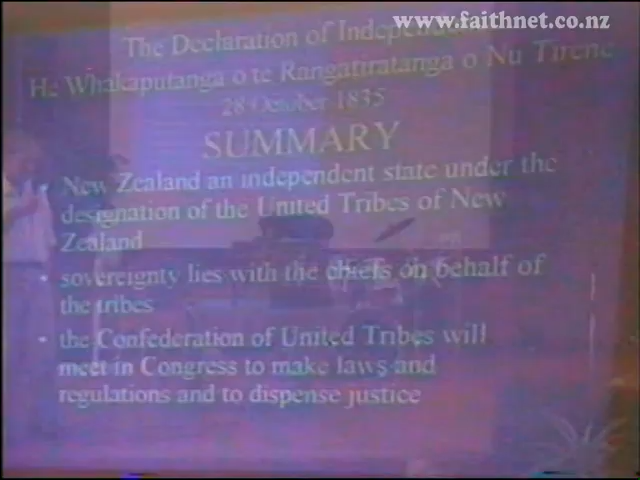 www.faithnet.co.nz
The Declaration of Independence
He Whakaputanga o te Rangatiratanga o Nu Tirene
28 October 1835
SUMMARY
• New Zealand an independent state under the
designation of the United Tribes of New
Zealand
• sovereignty lies with the chiefs on behalf of
the tribes
• the Confederation of United Tribes will
meet in Congress to make laws and
regulations and to dispense justice